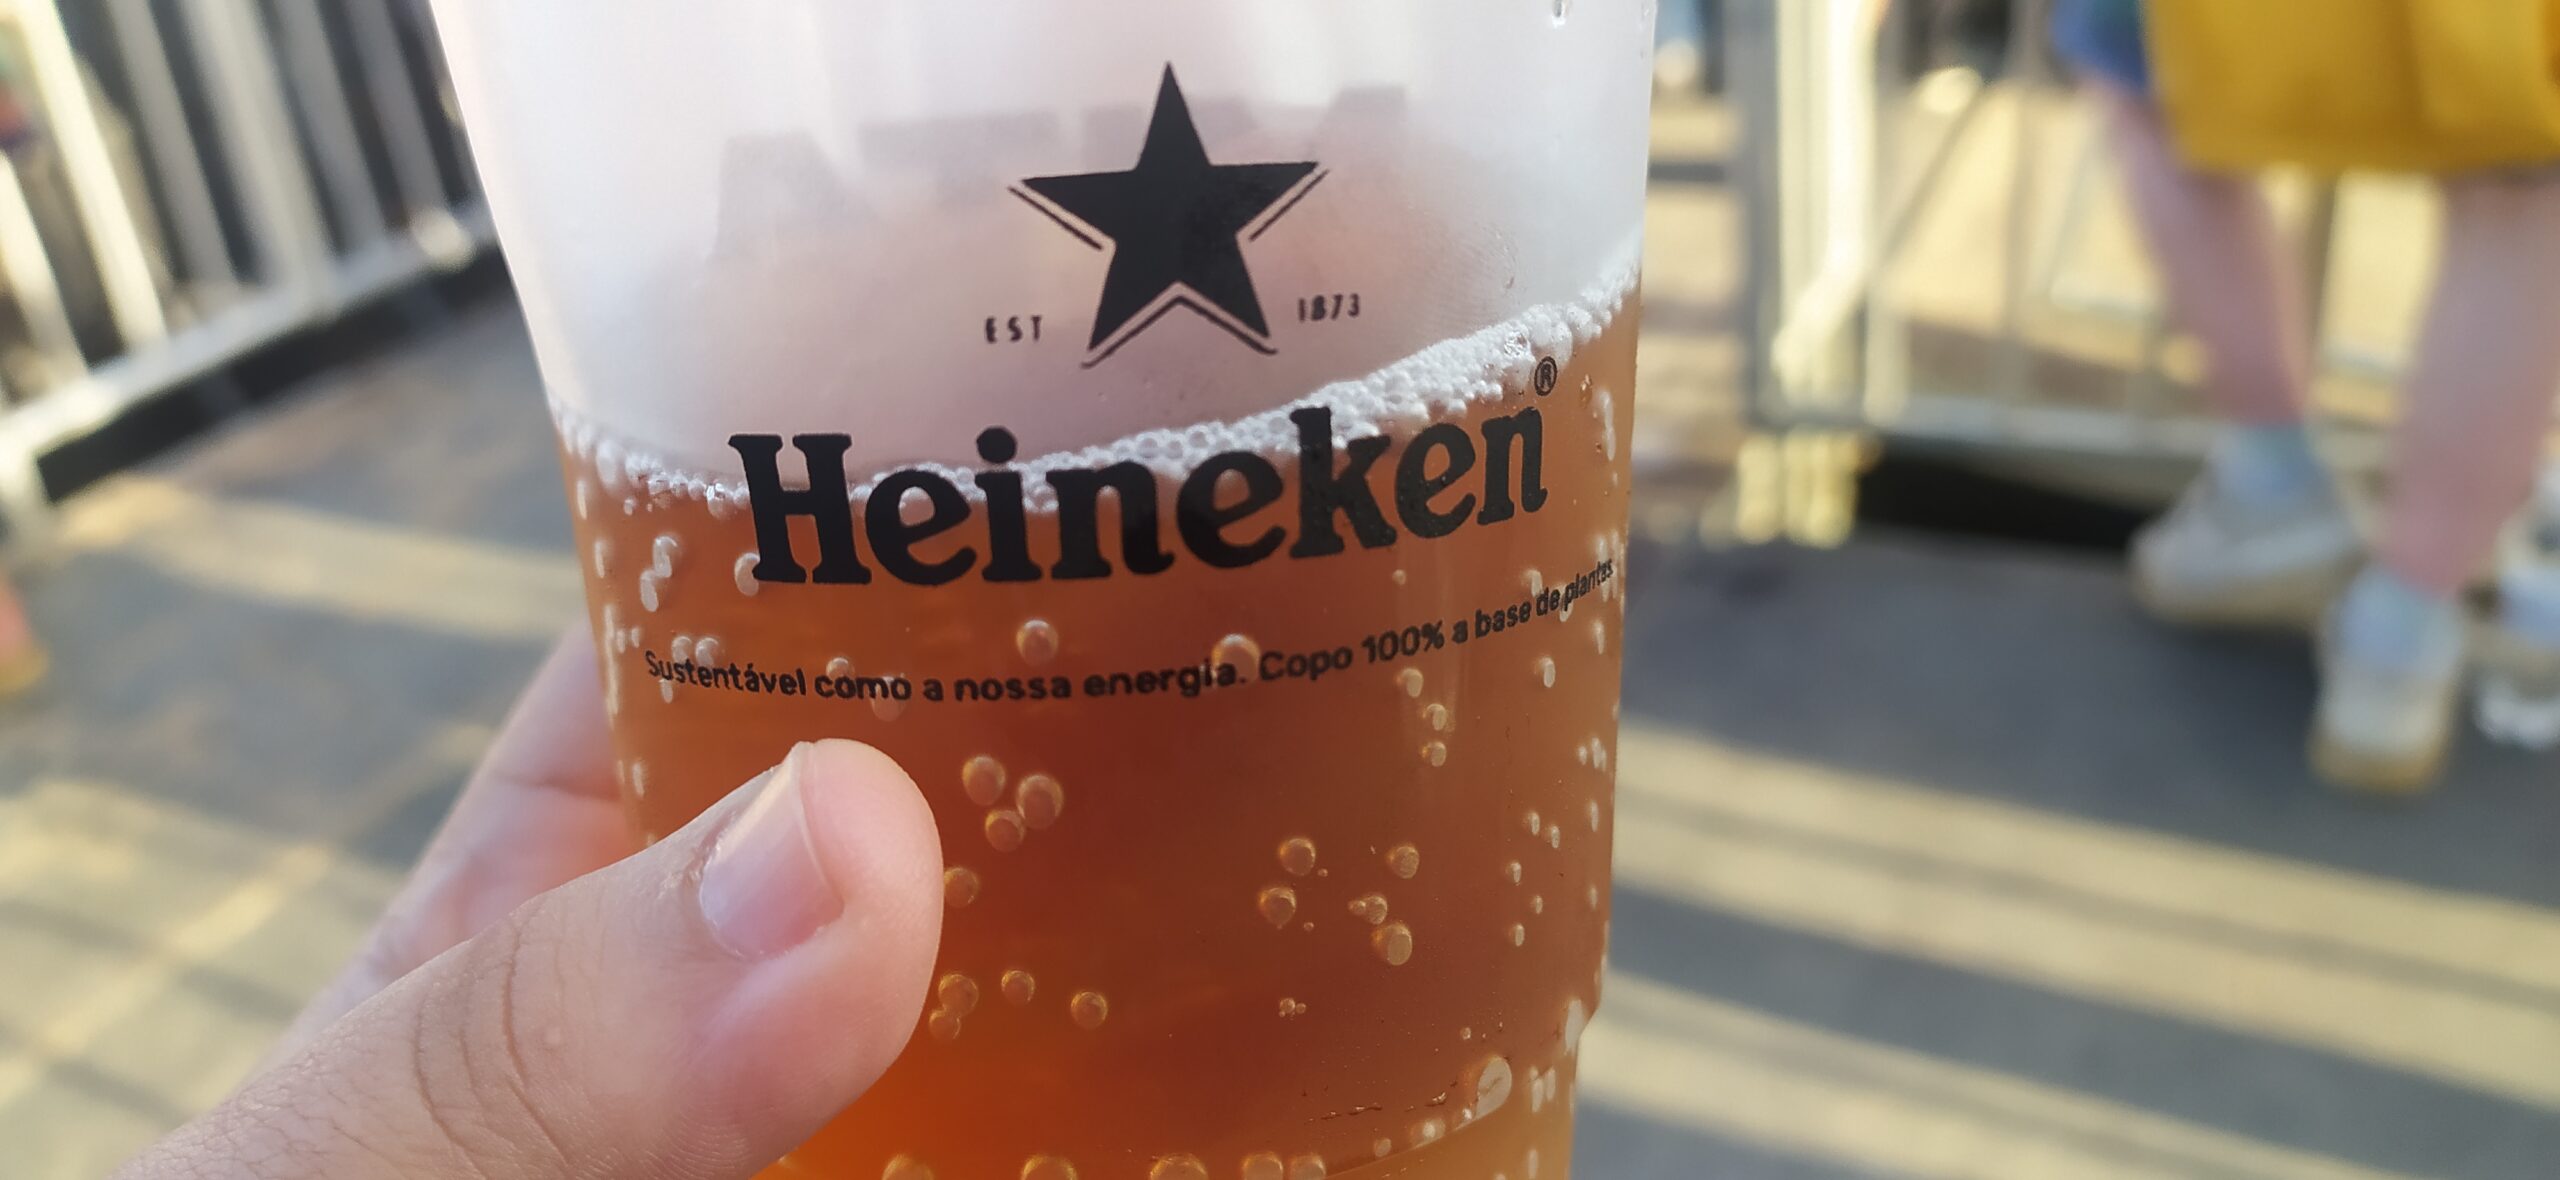 EST 1873
Heineken®
Sustentável como a nossa energia. Copo 100% a base de plantas